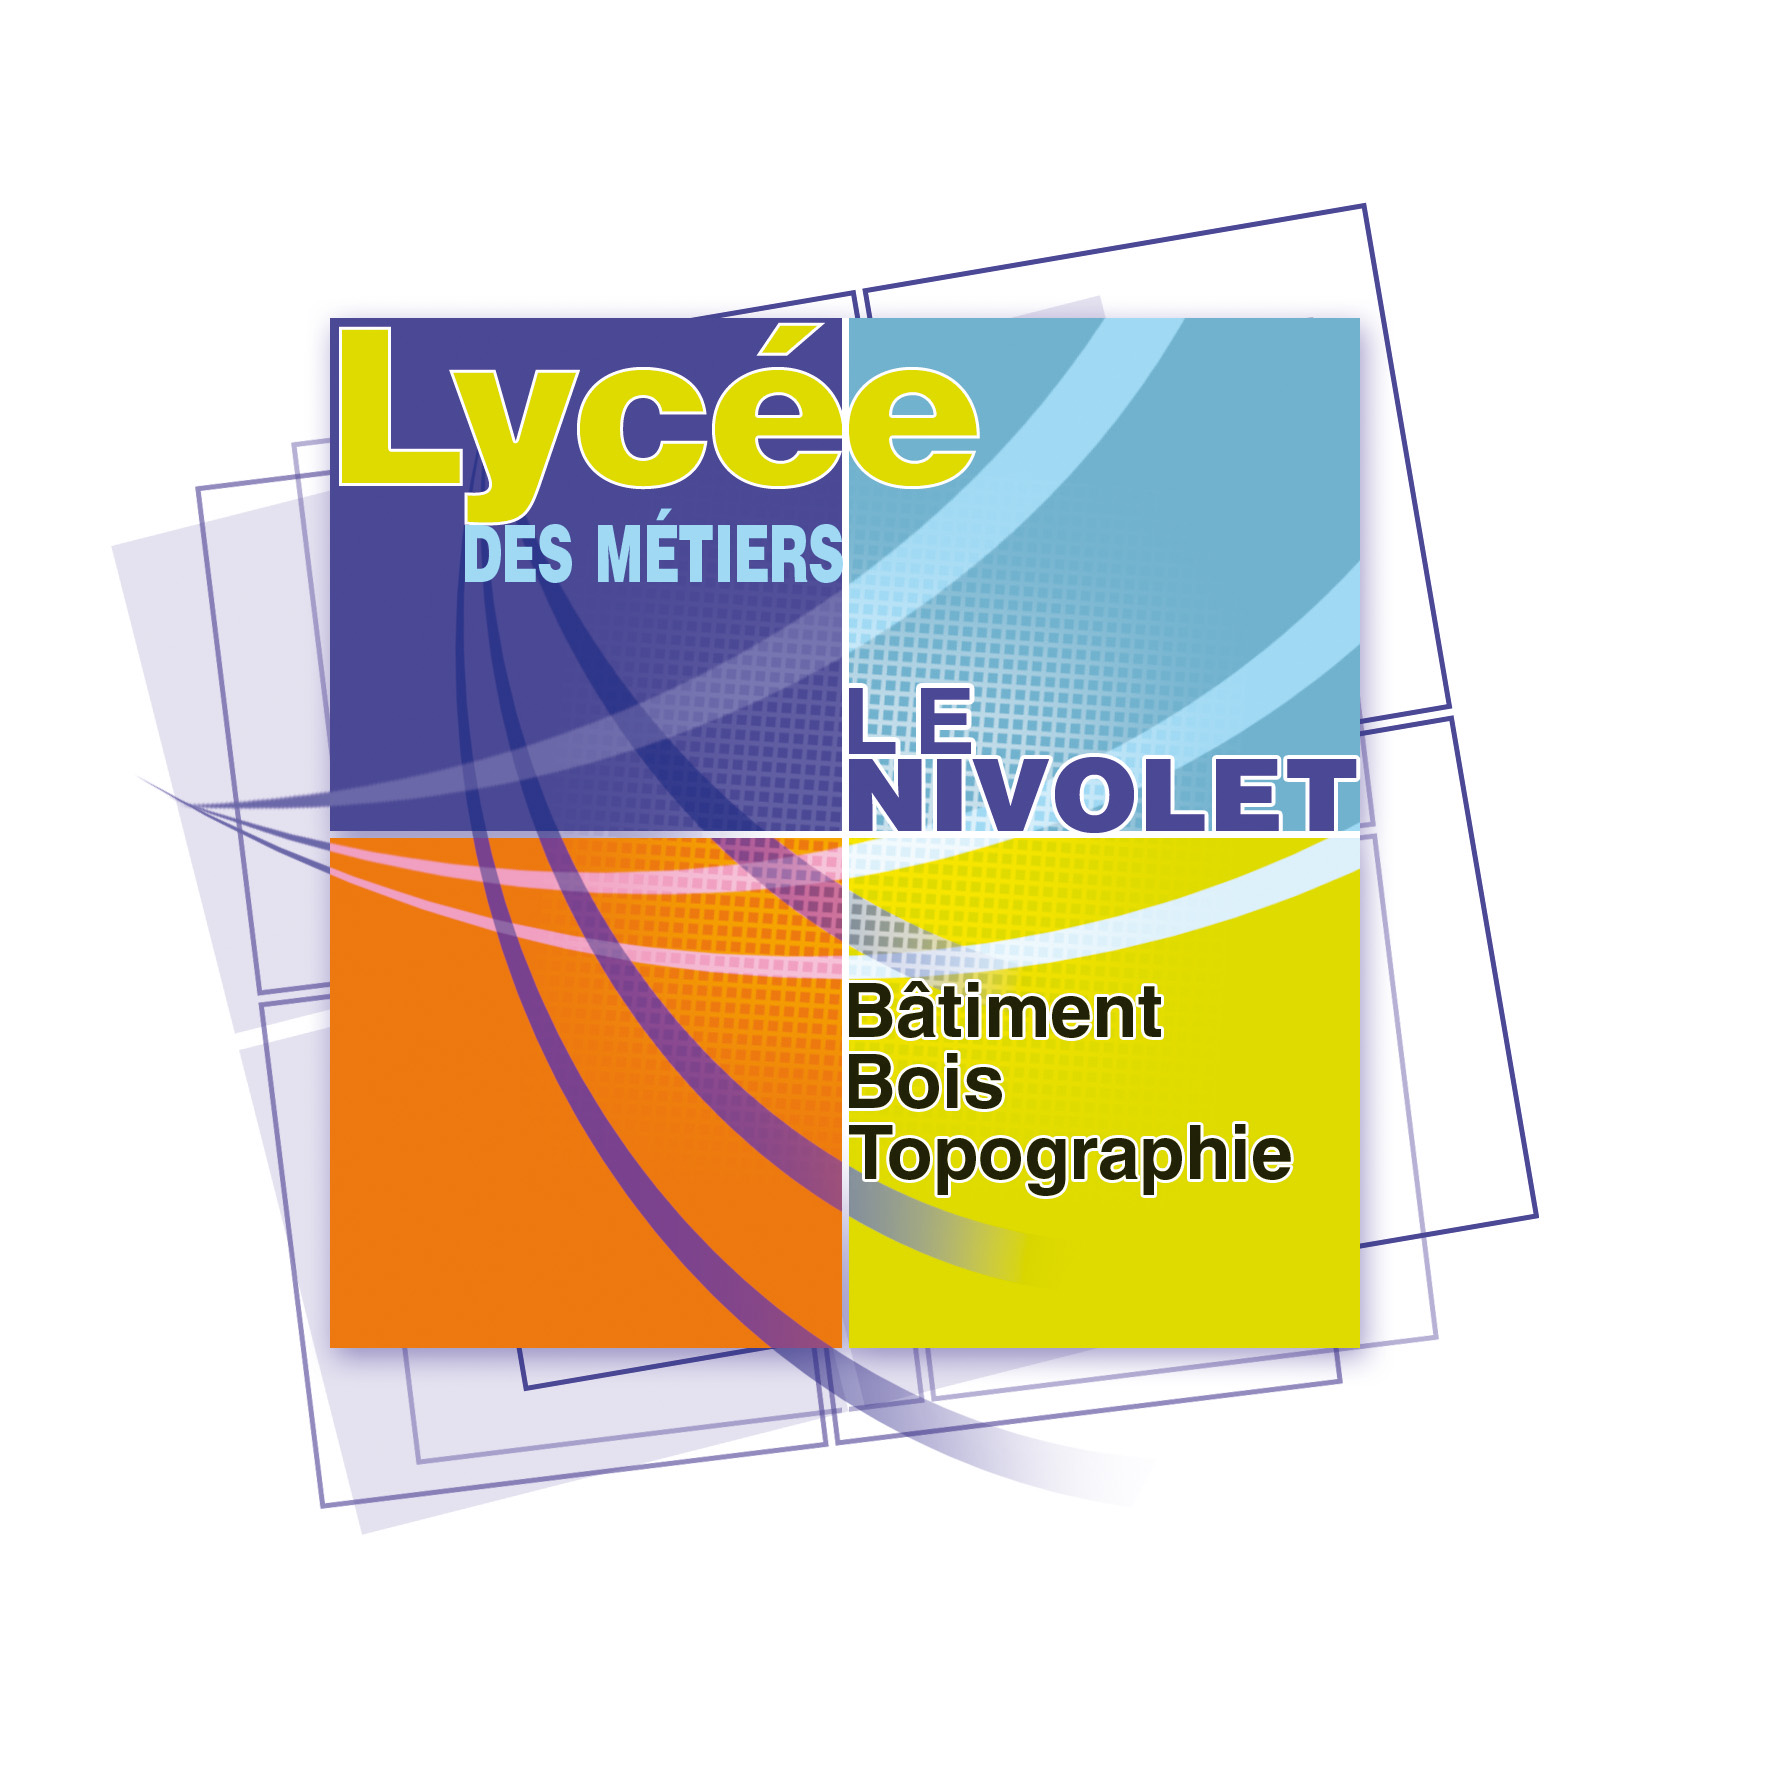 Lycée
DES MÉTIERS
LE
NIVOLET
Bâtiment
Bois
Topographie